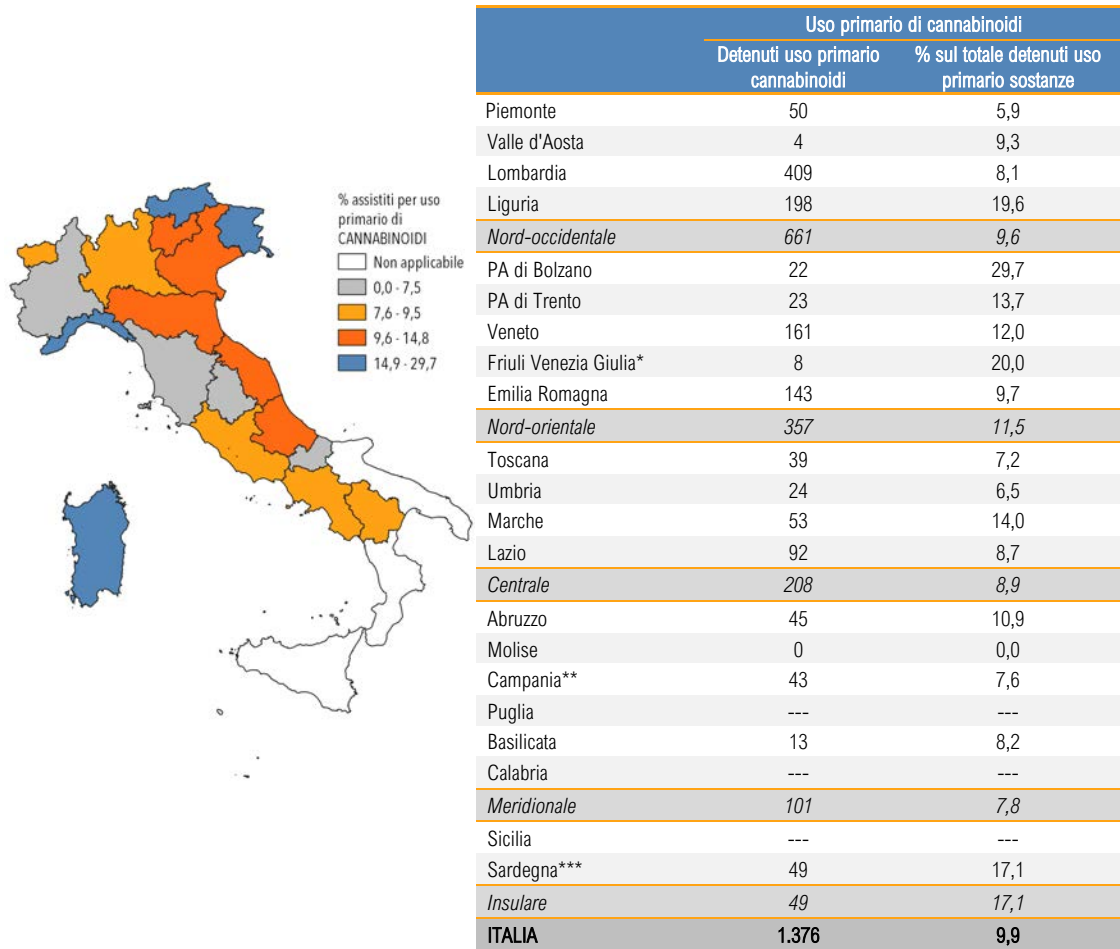 % assistiti per uso
primario di
CANNABINOIDI
Non applicabile
0,0 - 7,5
7,6 - 9,5
9,6 - 14,8
14,9 - 29,7
Uso primario di cannabinoidi
Detenuti uso primario cannabinoidi % sul totale detenuti uso primario sostanze
Piemonte 50 5,9
Valle d'Aosta 4 9,3
Lombardia 409 8,1
Liguria 198 19,6
Nord-occidentale 661 9,6
PA di Bolzano 22 29,7
PA di Trento 23 13,7
Veneto 161 12,0
Friuli Venezia Giulia* 8 20,0
Emilia Romagna 143 9,7
Nord-orientale 357 11,5
Toscana 39 7,2
Umbria 24 6,5
Marche 53 14,0
Lazio 92 8,7
Centrale 208 8,9
Abruzzo 45 10,9
Molise 0 0,0
Campania** 43 7,6
Puglia --- ---
Basilicata 13 8,2
Calabria --- ---
Meridionale 101 7,8
Sicilia --- ---
Sardegna*** 49 17,1
Insulare 49 17,1
ITALIA 1.376 9,9